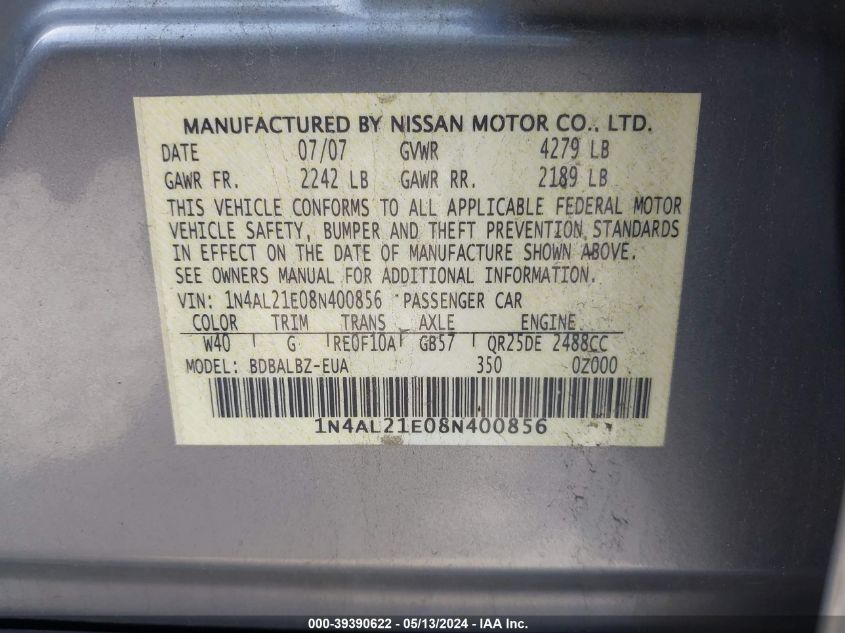 MANUFACTURED BY NISSAN MOTOR CO., LTD.
DATE 07/07 GVWR 4279 LB
GAWR FR. 2242 LB GAWR RR. 2189 LB
THIS VEHICLE CONFORMS TO ALL APPLICABLE FEDERAL MOTOR
VEHICLE SAFETY, BUMPER AND THEFT PREVENTION STANDARDS
IN EFFECT ON THE DATE OF MANUFACTURE SHOWN ABOVE.
SEE OWNERS MANUAL FOR ADDITIONAL INFORMATION.
VIN: 1N4AL21E08N400856 PASSENGER CAR
COLOR TRIM TRANS AXLE ENGINE
W40 G RE0F10A GB57 QR25DE 2488CC
MODEL: BDBALBZ-EUA 350 0Z000
1N4AL21E08N400856
000-39390622 - 05/13/2024 - IAA Inc.